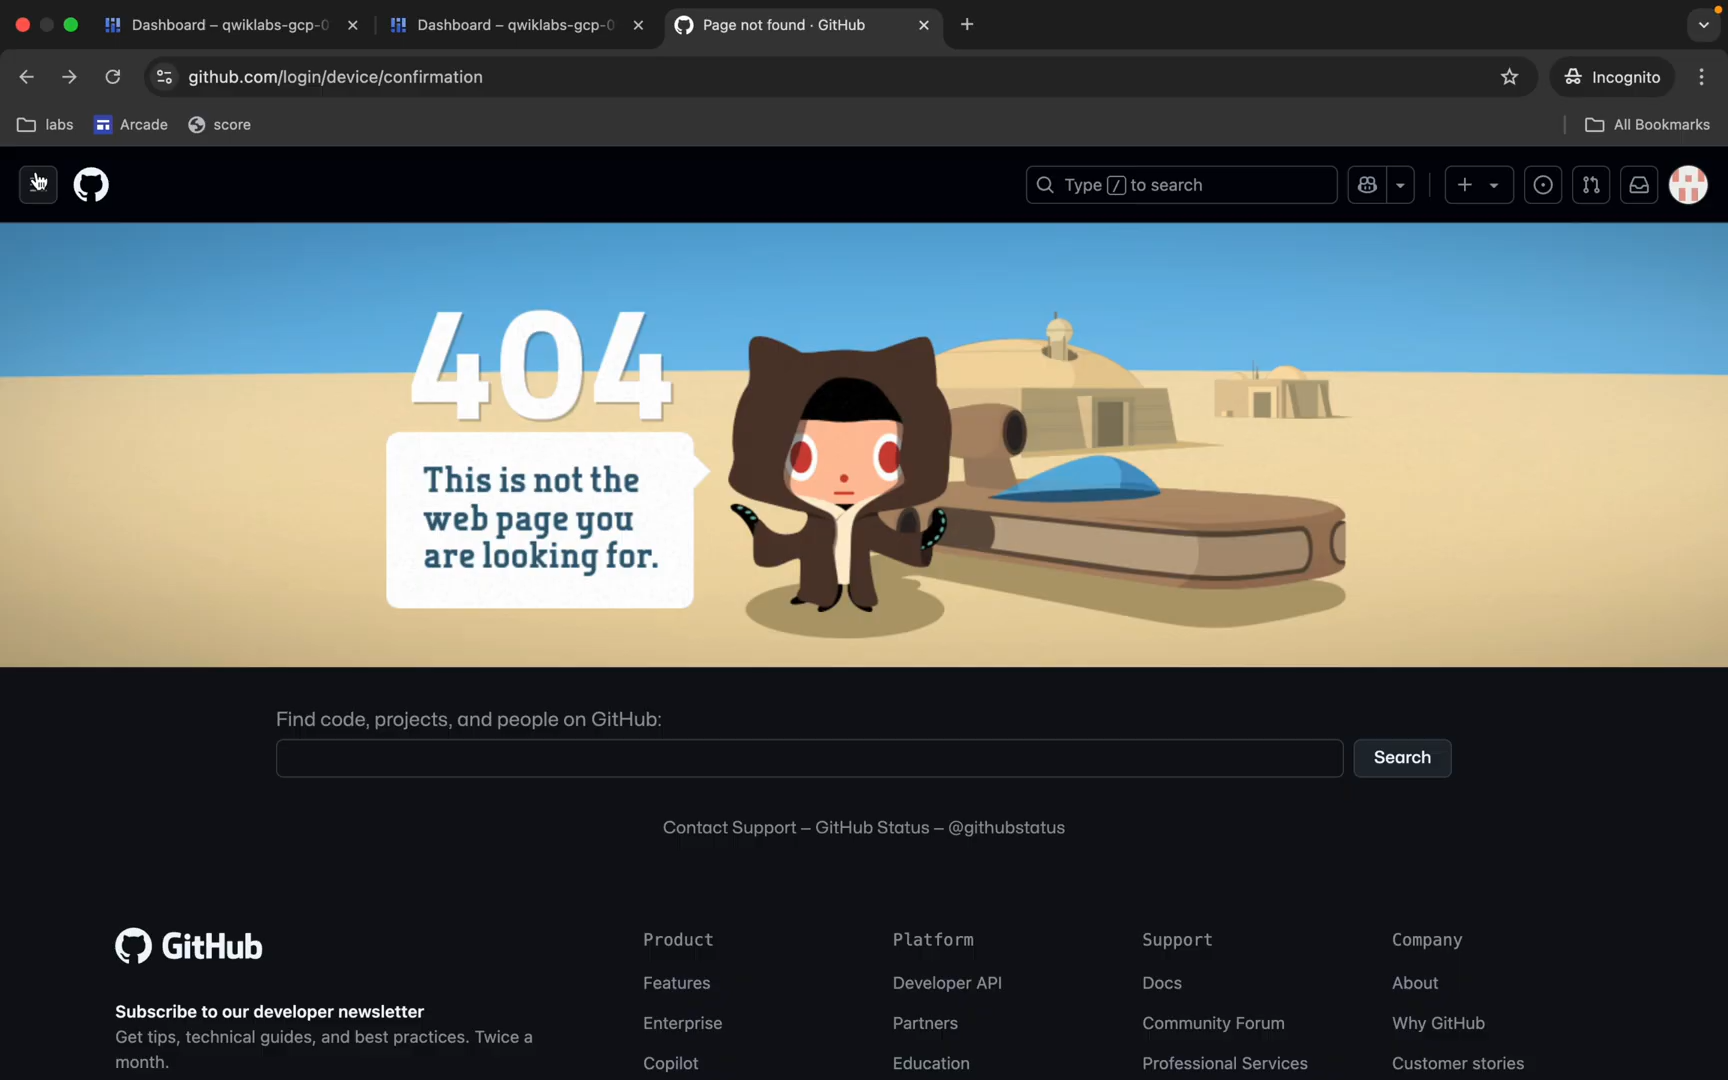 Dashboard – qwiklabs-gcp-0
Dashboard – qwiklabs-gcp-0
Page not found · GitHub
github.com/login/device/confirmation
Incognito
labs
Arcade
score
All Bookmarks
Type / to search
404
This is not the
web page you
are looking for.
Find code, projects, and people on GitHub:
Search
Contact Support – GitHub Status – @githubstatus
GitHub
Subscribe to our developer newsletter
Get tips, technical guides, and best practices. Twice a
month.
Product
Features
Enterprise
Copilot
Platform
Developer API
Partners
Education
Support
Docs
Community Forum
Professional Services
Company
About
Why GitHub
Customer stories